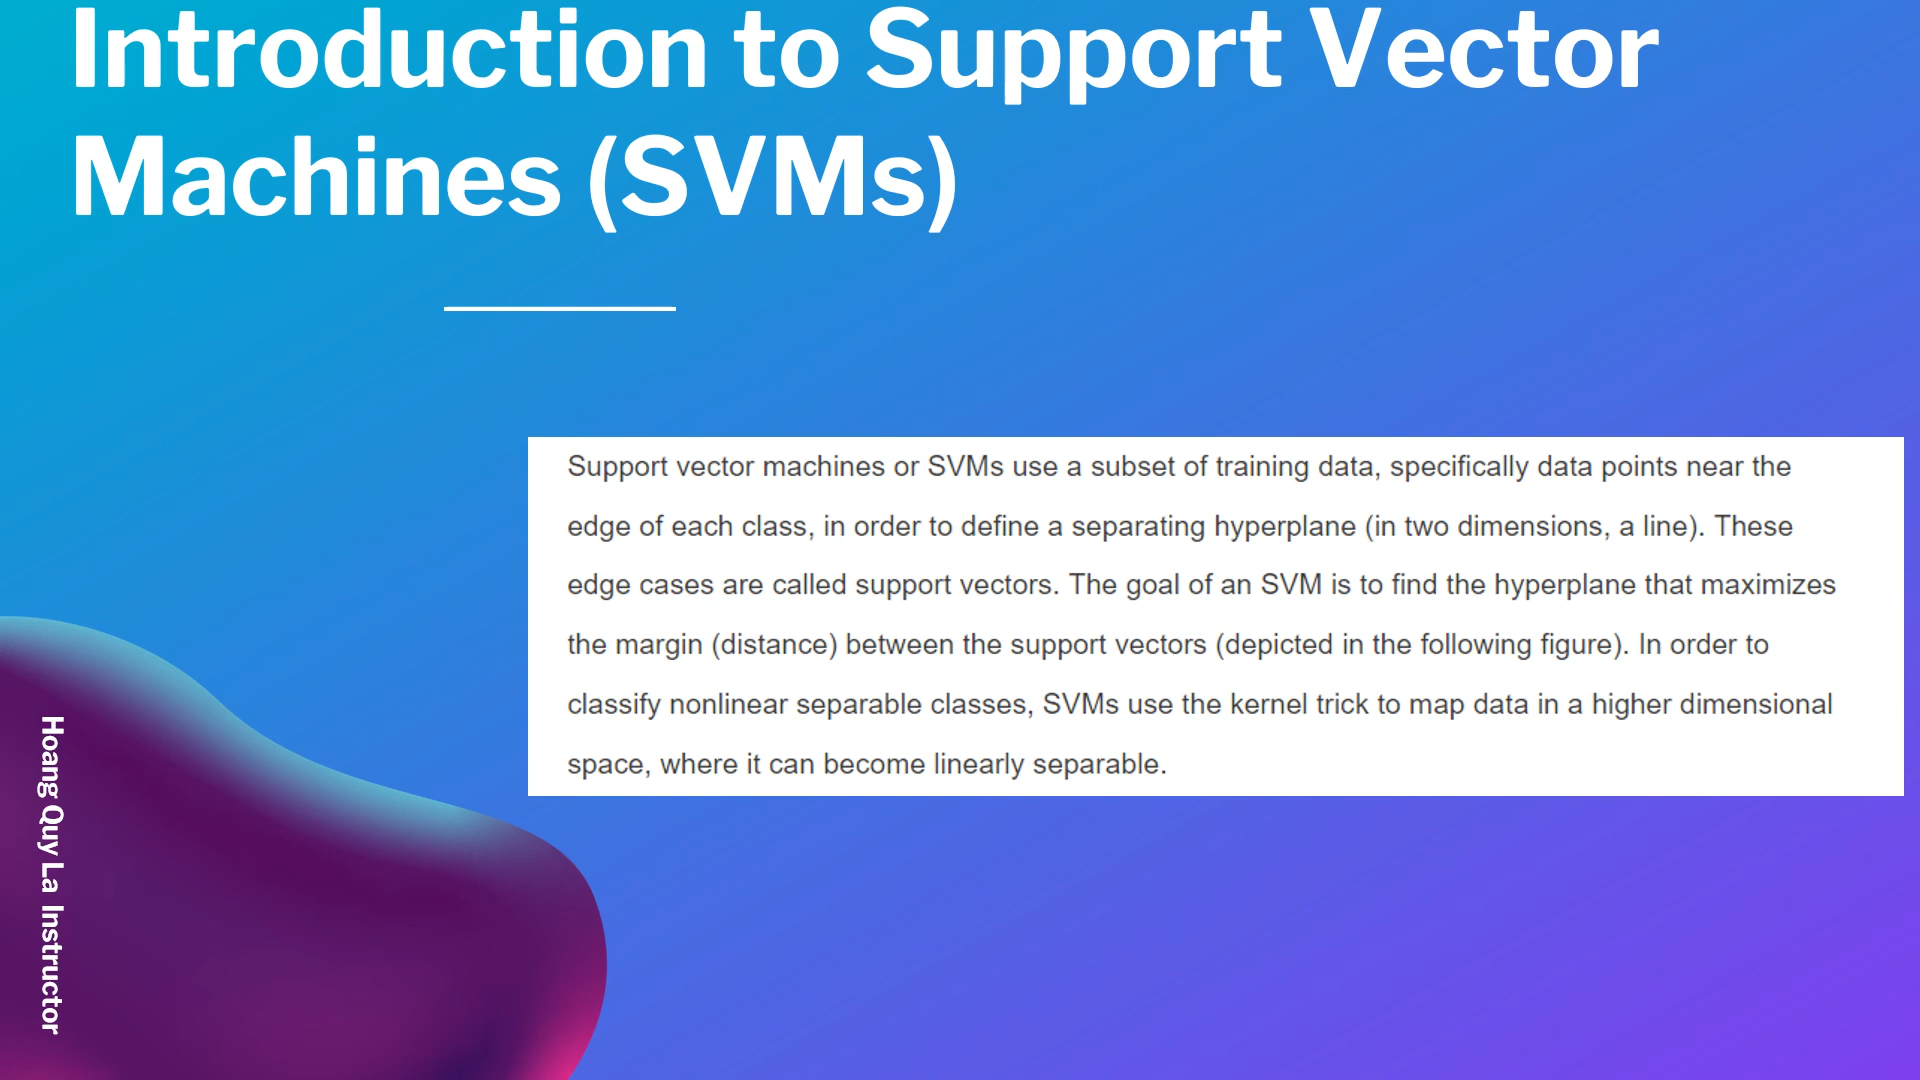 Introduction to Support Vector
Machines (SVMs)
Support vector machines or SVMs use a subset of training data, specifically data points near the
edge of each class, in order to define a separating hyperplane (in two dimensions, a line). These
edge cases are called support vectors. The goal of an SVM is to find the hyperplane that maximizes
the margin (distance) between the support vectors (depicted in the following figure). In order to
classify nonlinear separable classes, SVMs use the kernel trick to map data in a higher dimensional
space, where it can become linearly separable.
Hoang Quy La Instructor